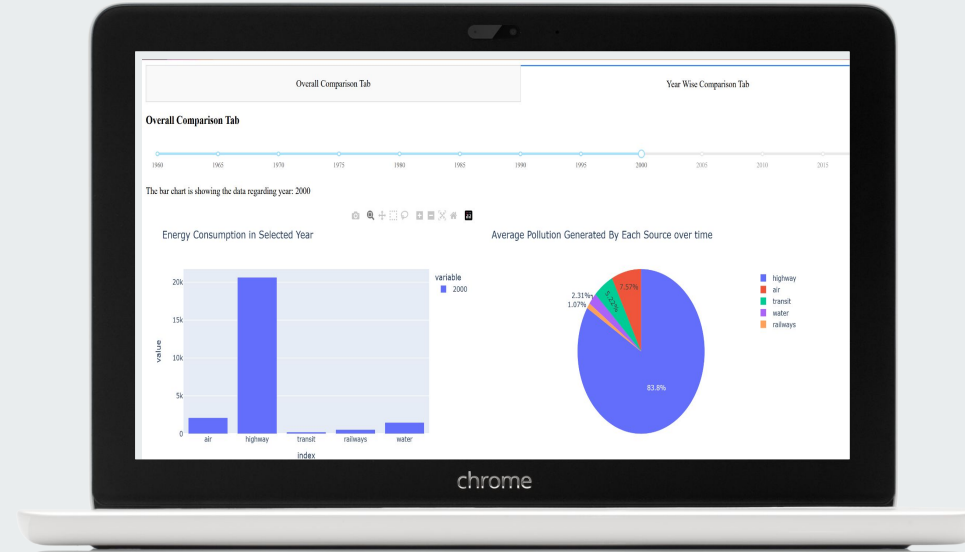 Overall Comparison Tab
Year Wise Comparison Tab
Overall Comparison Tab
1960 1965 1970 1975 1980 1985 1990 1995 2000 2005 2010 2015
The bar chart is showing the data regarding year: 2000
Energy Consumption in Selected Year
value
20k
15k
10k
5k
0
air highway transit railways water
index
variable
2000
Average Pollution Generated By Each Source over time
7.57%
5.22%
2.31%
1.07%
83.8%
highway
air
transit
water
railways
chrome